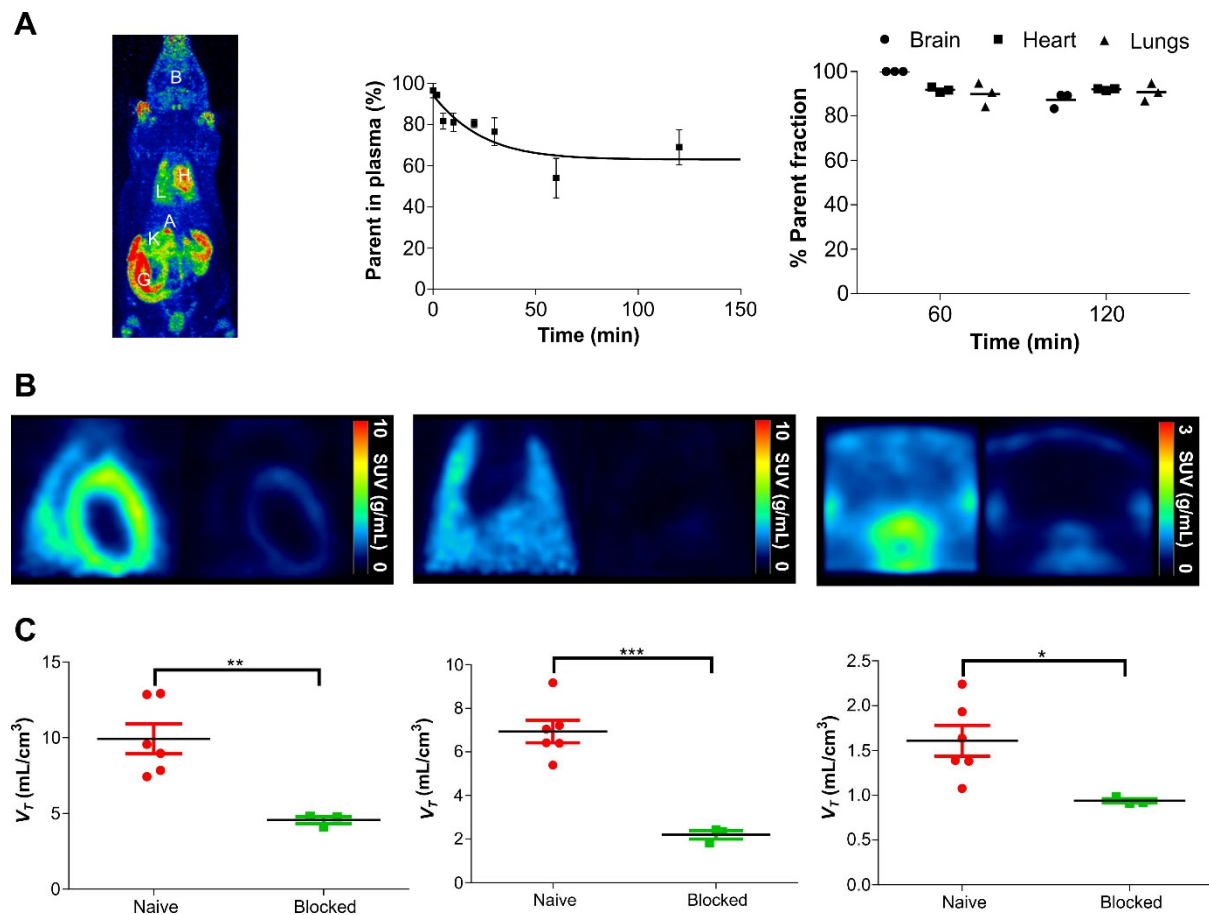 A
B
H
L
A
K
G
100
80
60
40
20
0
Parent in plasma (%)
0 50 100 150
Time (min)
Brain Heart Lungs
100
80
60
40
20
0
% Parent fraction
60 120
Time (min)
B
10
SUV (g/mL)
0
10
SUV (g/mL)
0
3
SUV (g/mL)
0
C
15
10
5
0
V_T (mL/cm³)
**
Naive Blocked
10
8
6
4
2
0
V_T (mL/cm³)
***
Naive Blocked
2.5
2.0
1.5
1.0
0.5
0.0
V_T (mL/cm³)
*
Naive Blocked